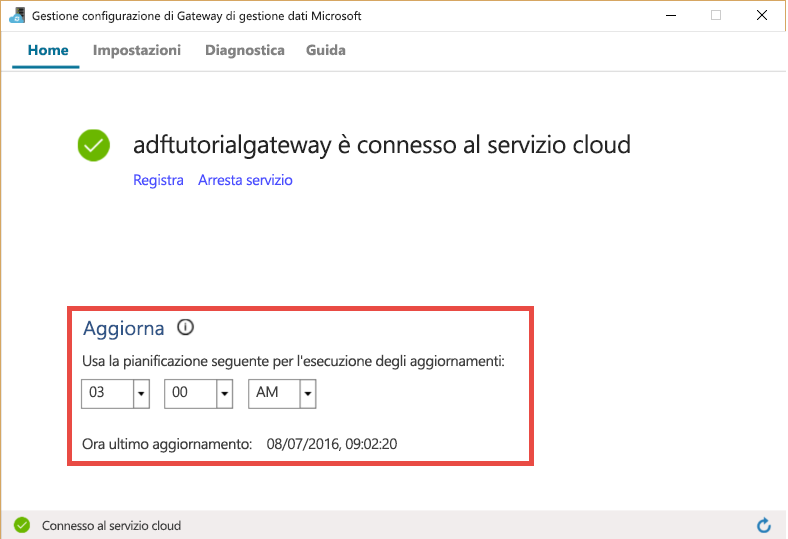 Gestione configurazione di Gateway di gestione dati Microsoft
Home Impostazioni Diagnostica Guida
adftutorialgateway è connesso al servizio cloud
Registra Arresta servizio
Aggiorna
Usa la pianificazione seguente per l'esecuzione degli aggiornamenti:
03 00 AM
Ora ultimo aggiornamento: 08/07/2016, 09:02:20
Connesso al servizio cloud